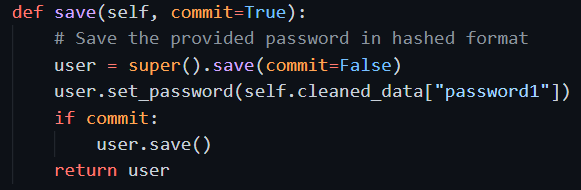 def save(self, commit=True):
    # Save the provided password in hashed format
    user = super().save(commit=False)
    user.set_password(self.cleaned_data["password1"])
    if commit:
        user.save()
    return user